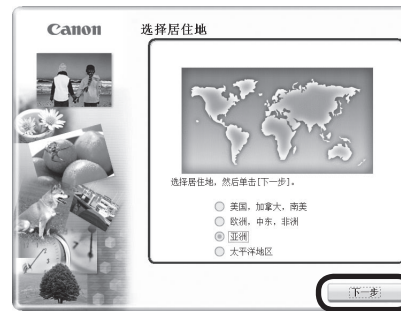 Canon
选择居住地
选择居住地，然后单击[下一步]。
美国，加拿大，南美
欧洲，中东，非洲
亚洲
太平洋地区
下一步